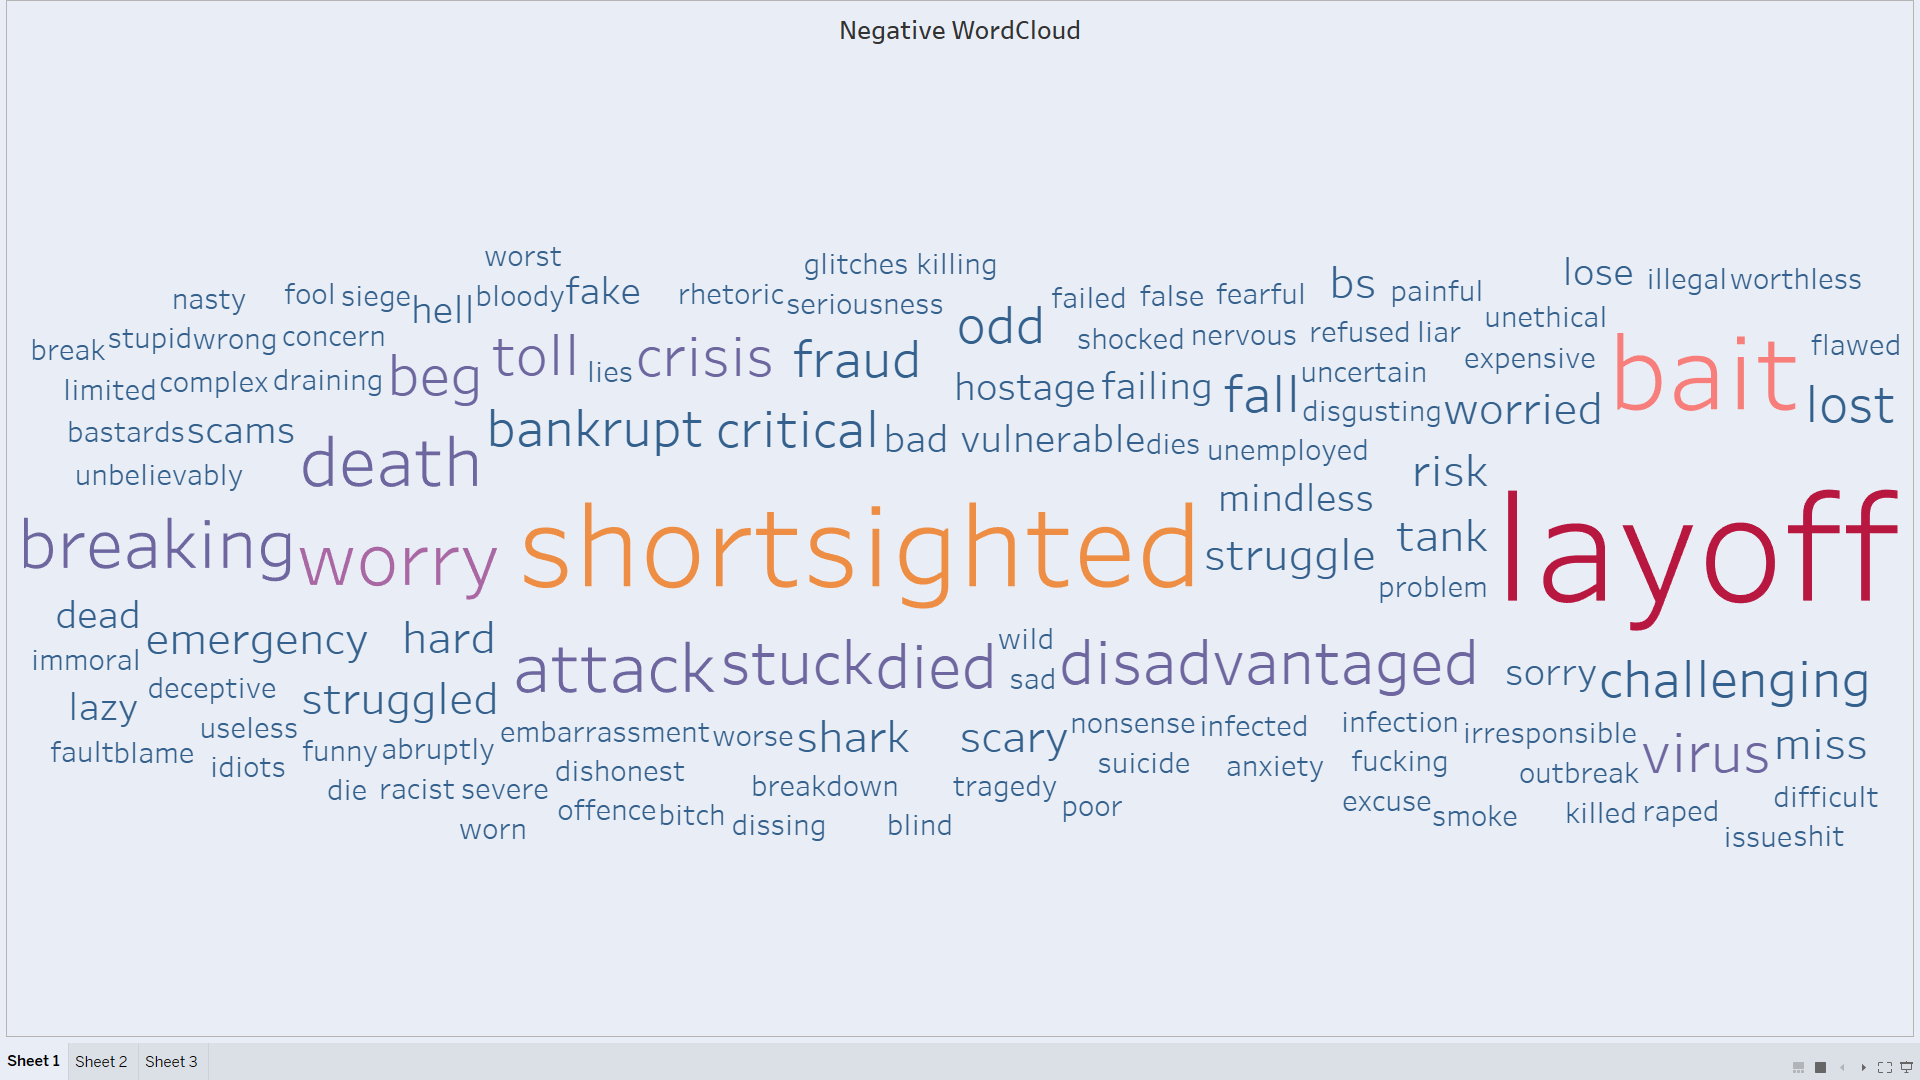 Negative WordCloud
worst
glitches killing
lose illegal worthless
nasty fool siege hell bloody fake rhetoric seriousness failed false fearful bs painful
break stupid wrong concern odd shocked nervous refused liar unethical
limited complex draining beg toll lies crisis fraud hostage failing fall uncertain expensive bait flawed
disgusting worried lost
bastards scams bankrupt critical bad vulnerable dies unemployed
unbelievably death risk
mindless
breaking worry shortsighted struggle tank layoff
problem
dead emergency hard wild
immoral attack stuck died sad disadvantaged sorry challenging
lazy deceptive struggled
useless embarrassment worse shark scary nonsense infected infection irresponsible virus miss
fault blame idiots funny abruptly dishonest suicide anxiety fucking outbreak
die racist severe breakdown tragedy excuse difficult
worn offence bitch dissing blind poor smoke killed raped
issue shit
Sheet 1 Sheet 2 Sheet 3